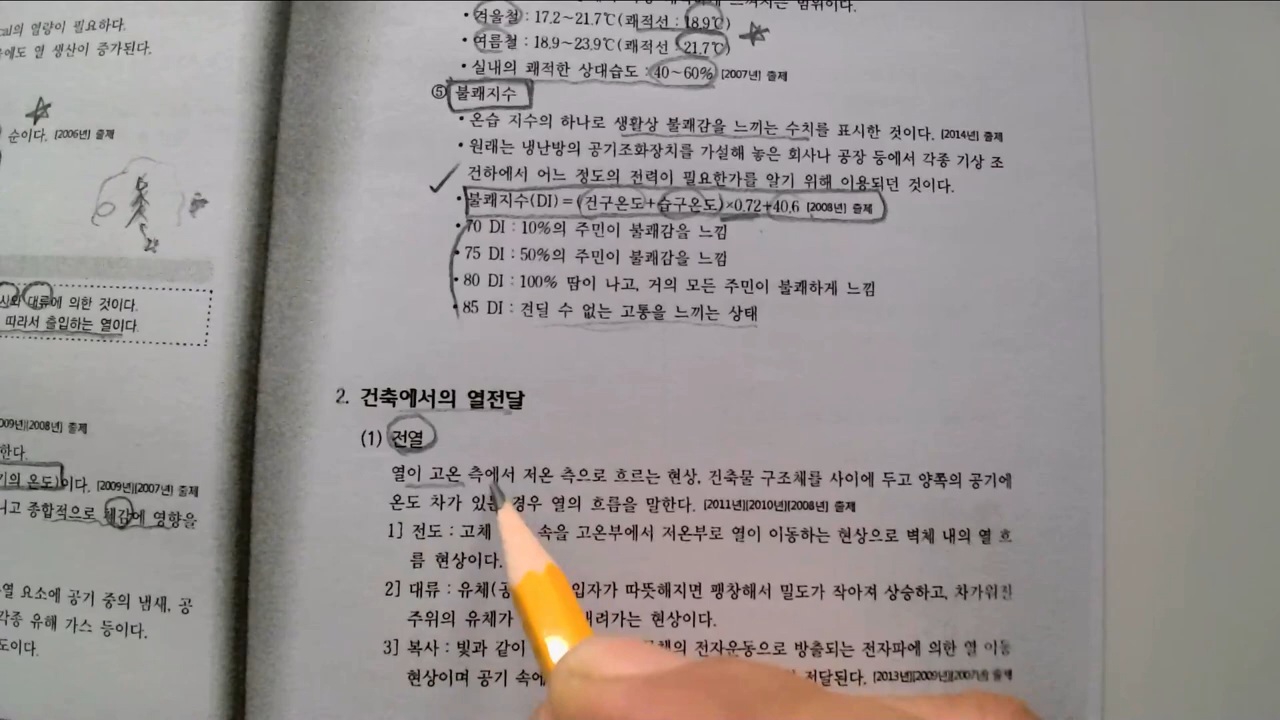 cal의 열량이 필요하다.
에도 열 생산이 증가된다.
순이다. [2006년] 출제
대류에 의한 것이다.
따라서 출입하는 열이다.
[2008년] 출제
한다.
기의 온도)이다. [2009년][2007년] 출제
종합적으로 체감에 영향을
열 요소에 공기 중의 냄새, 공
각종 유해 가스 등이다.
도이다.
• 겨울철 : 17.2~21.7℃(쾌적선 : 18.9℃)
• 여름철 : 18.9~23.9℃(쾌적선 : 21.7℃)
• 실내의 쾌적한 상대습도 : 40~60% [2007년] 출제
⑤ 불쾌지수
• 온습 지수의 하나로 생활상 불쾌감을 느끼는 수치를 표시한 것이다. [2014년] 출제
• 원래는 냉난방의 공기조화장치를 가설해 놓은 회사나 공장 등에서 각종 기상 조
건하에서 어느 정도의 전력이 필요한가를 알기 위해 이용되던 것이다.
• 불쾌지수(DI) = (건구온도+습구온도)×0.72+40.6 [2008년] 출제
• 70 DI : 10%의 주민이 불쾌감을 느낌
• 75 DI : 50%의 주민이 불쾌감을 느낌
• 80 DI : 100% 땀이 나고, 거의 모든 주민이 불쾌하게 느낌
• 85 DI : 견딜 수 없는 고통을 느끼는 상태
2. 건축에서의 열전달
(1) 전열
열이 고온 측에서 저온 측으로 흐르는 현상, 건축물 구조체를 사이에 두고 양쪽의 공기에
온도 차가 있는 경우 열의 흐름을 말한다. [2011년][2010년][2008년] 출제
1] 전도 : 고체 속을 고온부에서 저온부로 열이 이동하는 현상으로 벽체 내의 열 흐
름 현상이다.
2] 대류 : 유체( 입자가 따뜻해지면 팽창해서 밀도가 작아져 상승하고, 차가워진
주위의 유체가 내려가는 현상이다.
3] 복사 : 빛과 같이 전자운동으로 방출되는 전자파에 의한 열 이동
현상이며 공기 속에 전달된다. [2013년][2009년][2007년] 출제